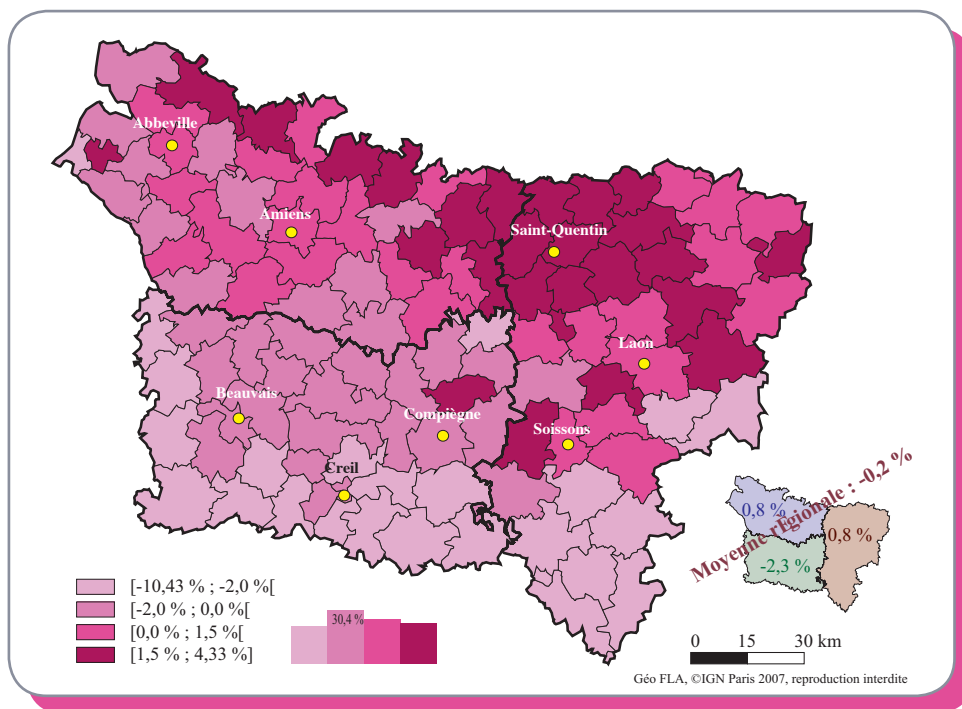 Abbeville
Amiens
Saint-Quentin
Laon
Beauvais
Compiègne
Soissons
Creil
[-10,43 % ; -2,0 %[
[-2,0 % ; 0,0 %[
[0,0 % ; 1,5 %[
[1,5 % ; 4,33 %]
30,4 %
Moyenne rÉgionale : -0,2 %
0,8 %
0,8 %
-2,3 %
0 15 30 km
Géo FLA, ©IGN Paris 2007, reproduction interdite